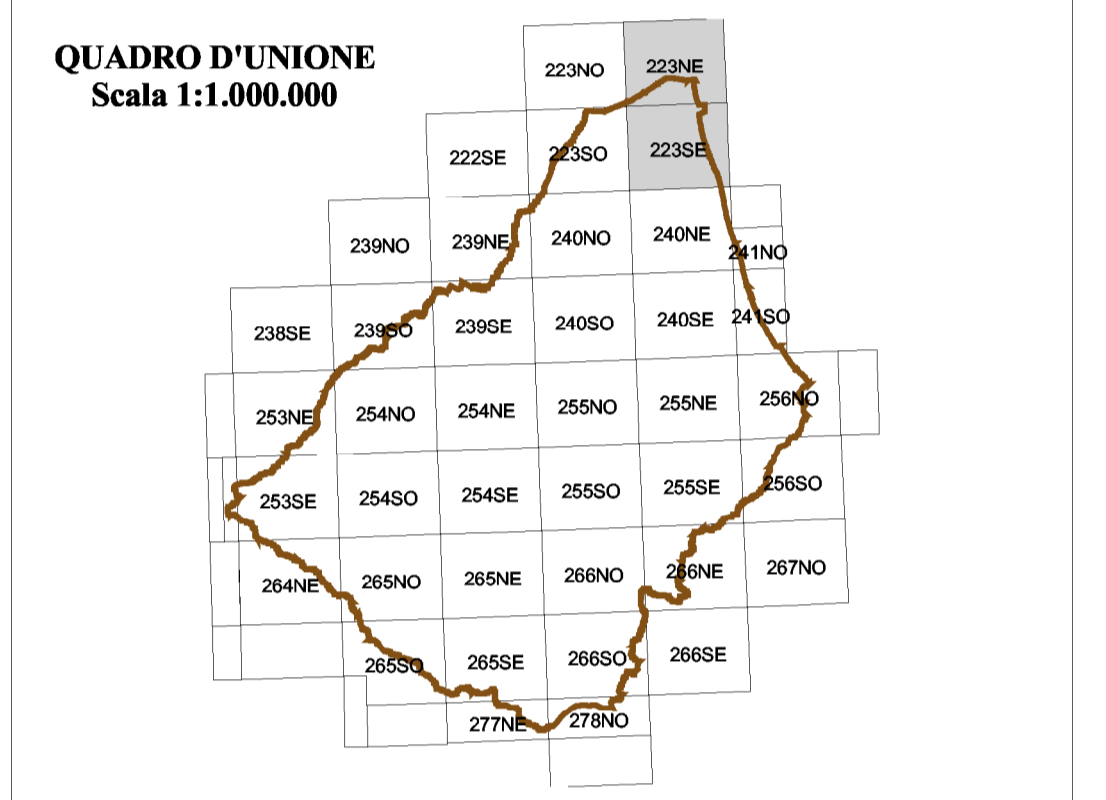 QUADRO D'UNIONE
Scala 1:1.000.000
223NO 223NE
222SE 223SO 223SE
239NO 239NE 240NO 240NE 241NO
238SE 239SO 239SE 240SO 240SE 241SO
253NE 254NO 254NE 255NO 255NE 256NO
253SE 254SO 254SE 255SO 255SE 256SO
264NE 265NO 265NE 266NO 266NE 267NO
265SO 265SE 266SO 266SE
277NE 278NO